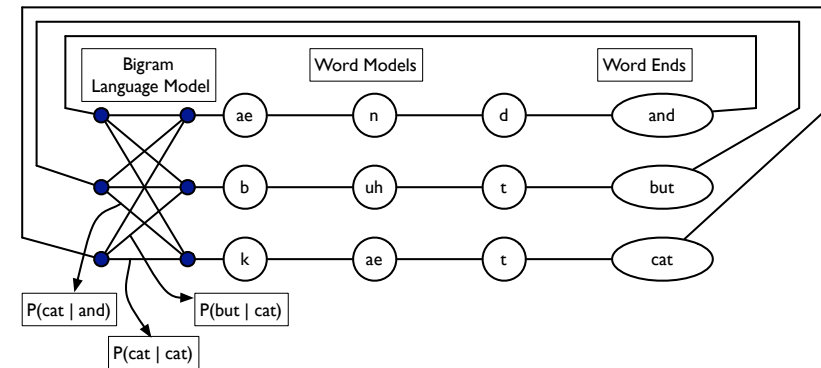 Bigram
Language Model
Word Models
Word Ends
ae
n
d
and
b
uh
t
but
k
ae
t
cat
P(cat | and)
P(but | cat)
P(cat | cat)